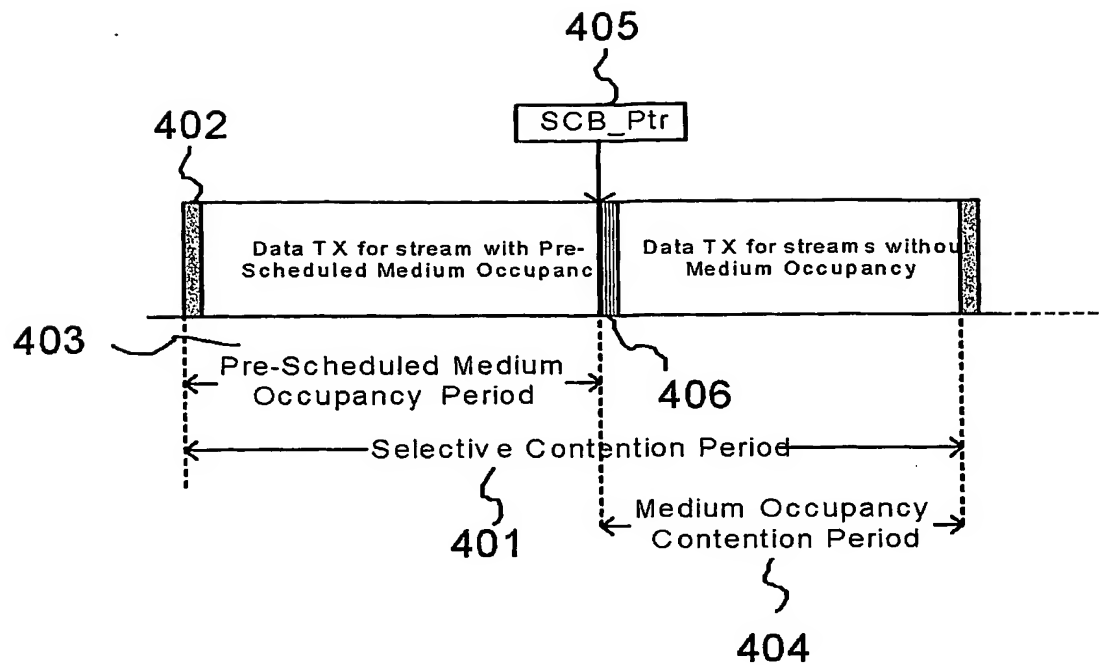 405
SCB_Ptr
402
Data TX for stream with Pre-
Scheduled Medium Occupanc
Data TX for streams without
Medium Occupancy
403
Pre-Scheduled Medium
Occupancy Period
406
Selective Contention Period
401
Medium Occupancy
Contention Period
404